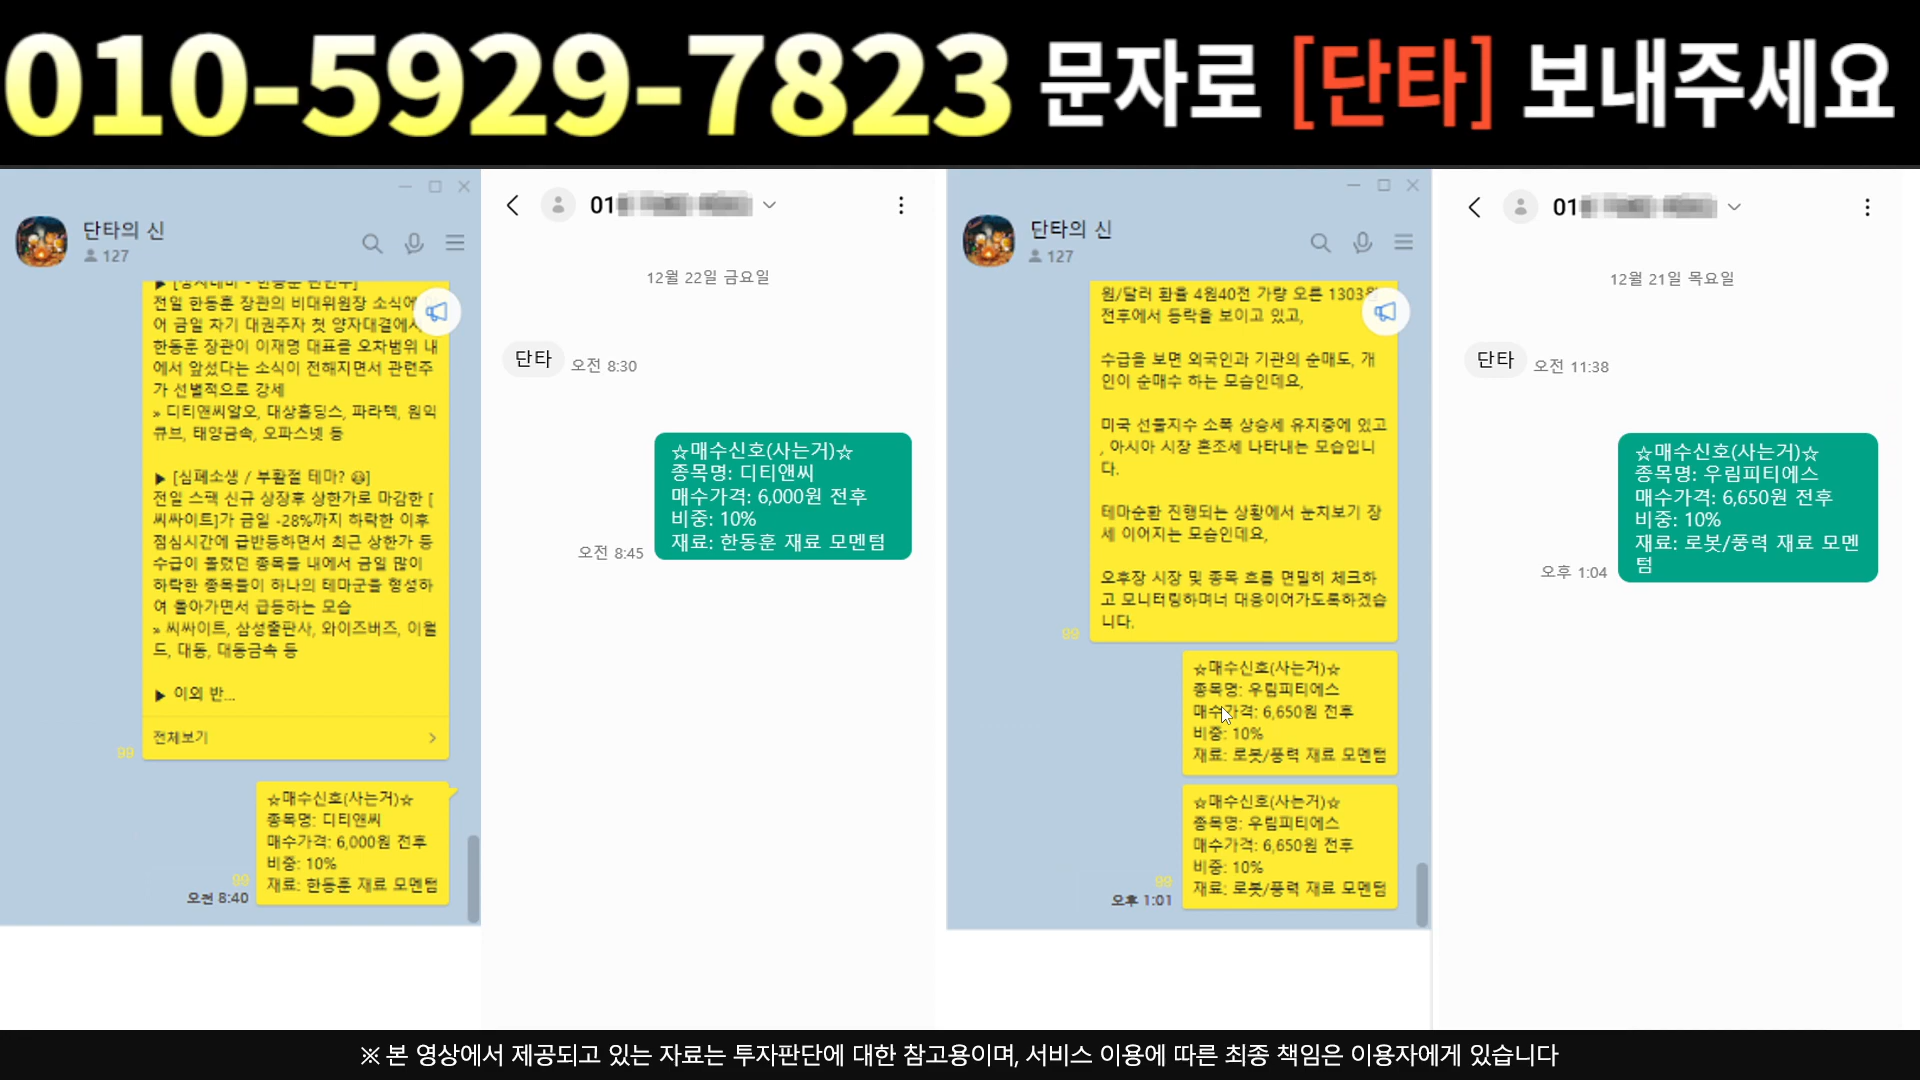 010-5929-7823 문자로 [단타] 보내주세요
단타의 신
127
전일 한동훈 장관의 비대위원장 소식에
어 금일 차기 대권주자 첫 양자대결에서
한동훈 장관이 이재명 대표를 오차범위 내
에서 앞섰다는 소식이 전해지면서 관련주
가 선별적으로 강세
» 디티앤씨알오, 대상홀딩스, 파라텍, 원익
큐브, 태양금속, 오파스넷 등
▶ [심폐소생 / 부활절 테마? 😃]
전일 스팩 신규 상장후 상한가로 마감한 [
씨싸이트]가 금일 -28%까지 하락한 이후
점심시간에 급반등하면서 최근 상한가 등
수급이 몰렸던 종목들 내에서 금일 많이
하락한 종목들이 하나의 테마군을 형성하
여 돌아가면서 급등하는 모습
» 씨싸이트, 삼성출판사, 와이즈버즈, 이월
드, 대동, 대동금속 등
▶ 이외 반...
전체보기
99
☆매수신호(사는거)☆
종목명: 디티앤씨
매수가격: 6,000원 전후
비중: 10%
재료: 한동훈 재료 모멘텀
99
오전 8:40
01
12월 22일 금요일
단타
오전 8:30
☆매수신호(사는거)☆
종목명: 디티앤씨
매수가격: 6,000원 전후
비중: 10%
재료: 한동훈 재료 모멘텀
오전 8:45
단타의 신
127
원/달러 환율 4원40전 가량 오른 1303원
전후에서 등락을 보이고 있고,
수급을 보면 외국인과 기관의 순매도, 개
인이 순매수 하는 모습인데요,
미국 선물지수 소폭 상승세 유지중에 있고
, 아시아 시장 혼조세 나타내는 모습입니
다.
테마순환 진행되는 상황에서 눈치보기 장
세 이어지는 모습인데요,
오후장 시장 및 종목 흐름 면밀히 체크하
고 모니터링하며너 대응이어가도록하겠습
니다.
99
☆매수신호(사는거)☆
종목명: 우림피티에스
매수가격: 6,650원 전후
비중: 10%
재료: 로봇/풍력 재료 모멘텀
☆매수신호(사는거)☆
종목명: 우림피티에스
매수가격: 6,650원 전후
비중: 10%
재료: 로봇/풍력 재료 모멘텀
99
오후 1:01
01
12월 21일 목요일
단타
오전 11:38
☆매수신호(사는거)☆
종목명: 우림피티에스
매수가격: 6,650원 전후
비중: 10%
재료: 로봇/풍력 재료 모멘
텀
오후 1:04
※ 본 영상에서 제공되고 있는 자료는 투자판단에 대한 참고용이며, 서비스 이용에 따른 최종 책임은 이용자에게 있습니다